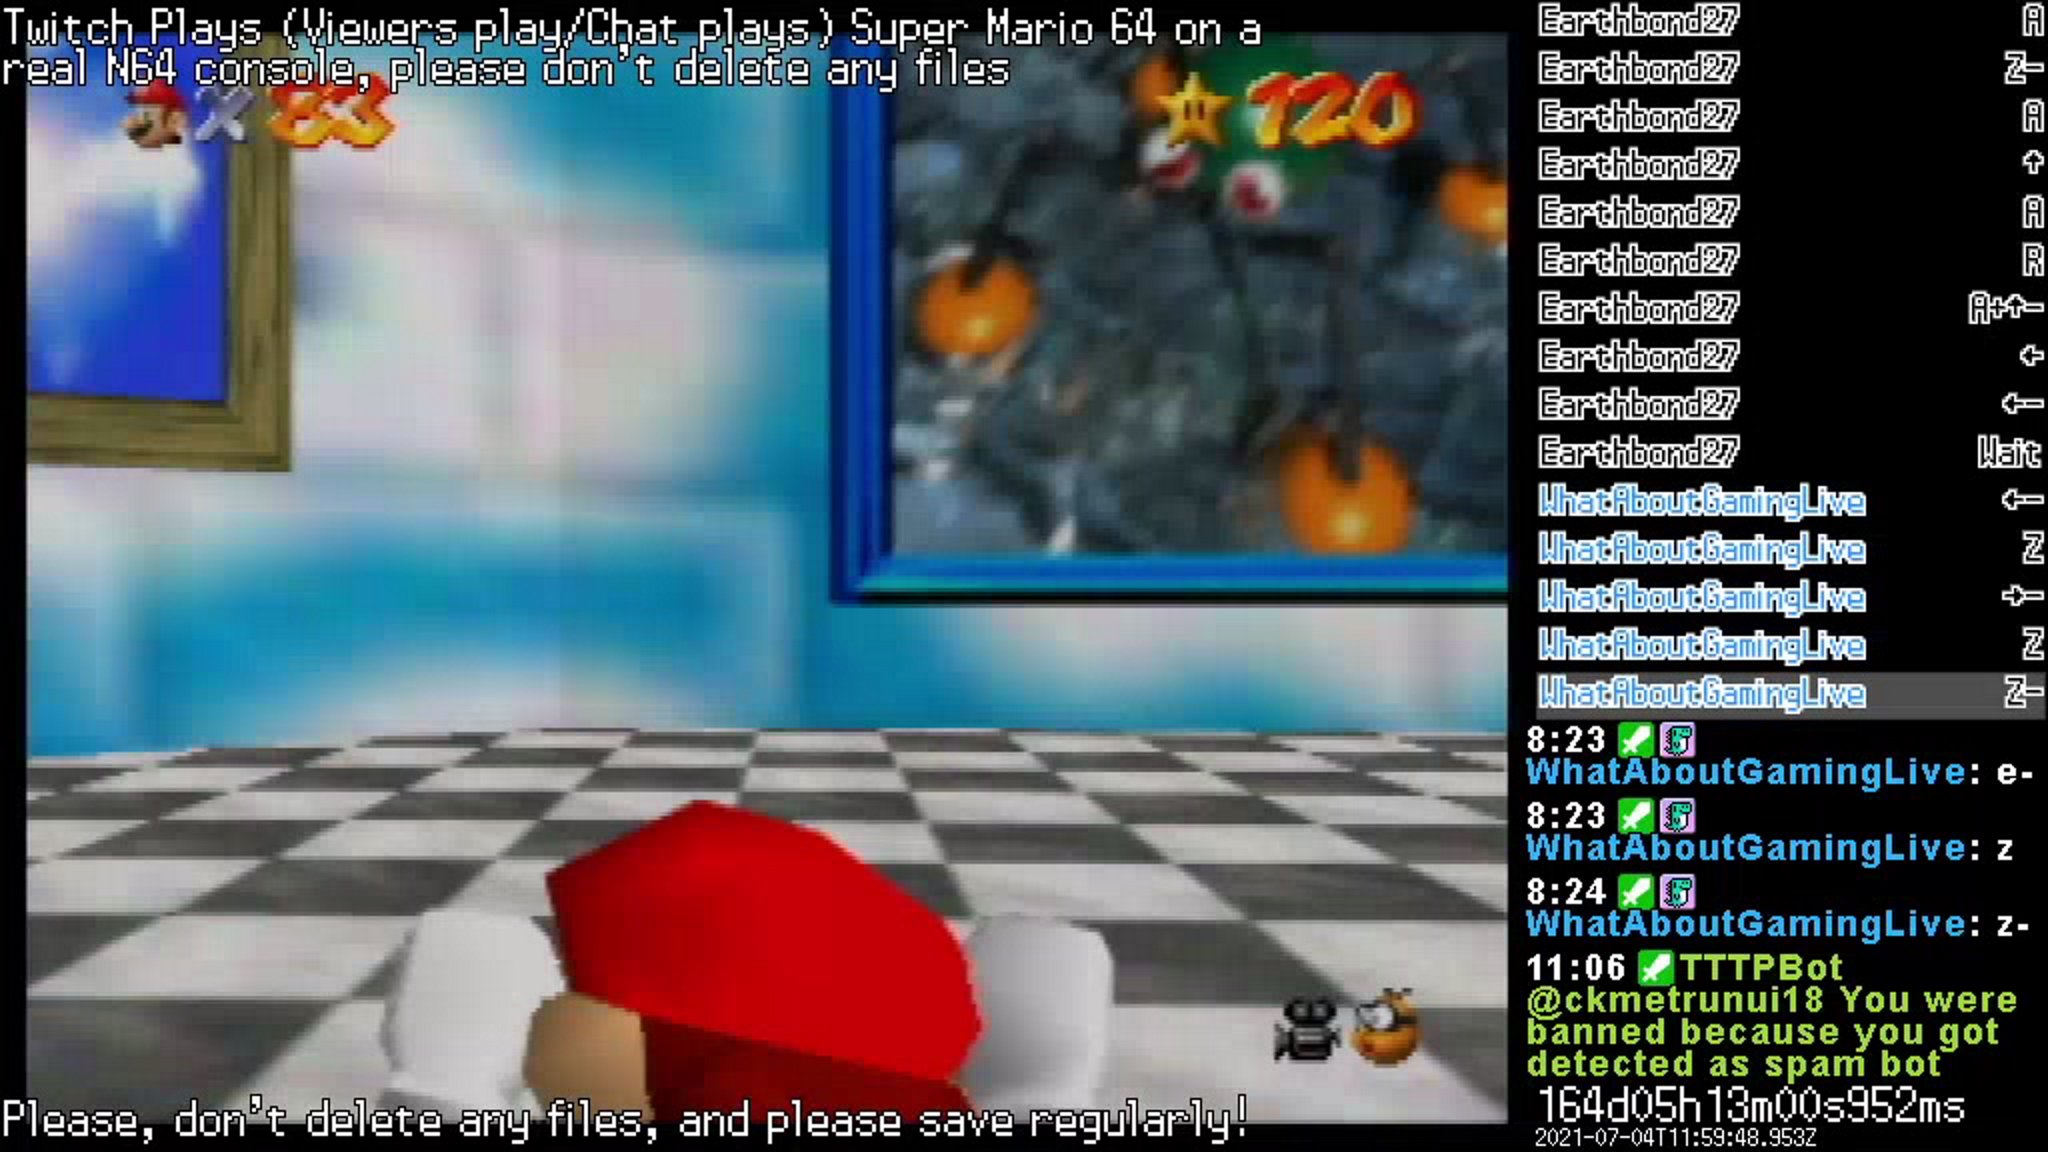 Twitch Plays (Viewers play/Chat plays) Super Mario 64 on a
real N64 console, please don't delete any files
120
Earthbond27 A
Earthbond27 Z-
Earthbond27 A
Earthbond27 ↑
Earthbond27 A
Earthbond27 R
Earthbond27 A+↑-
Earthbond27 ←
Earthbond27 ←-
Earthbond27 Wait
WhatAboutGamingLive ←-
WhatAboutGamingLive Z
WhatAboutGamingLive →-
WhatAboutGamingLive Z
WhatAboutGamingLive Z-
8:23
WhatAboutGamingLive: e-
8:23
WhatAboutGamingLive: z
8:24
WhatAboutGamingLive: z-
11:06 TTTPBot
@ckmetrunui18 You were
banned because you got
detected as spam bot
164d05h13m00s952ms
2021-07-04T11:59:48.953Z
Please, don't delete any files, and please save regularly!